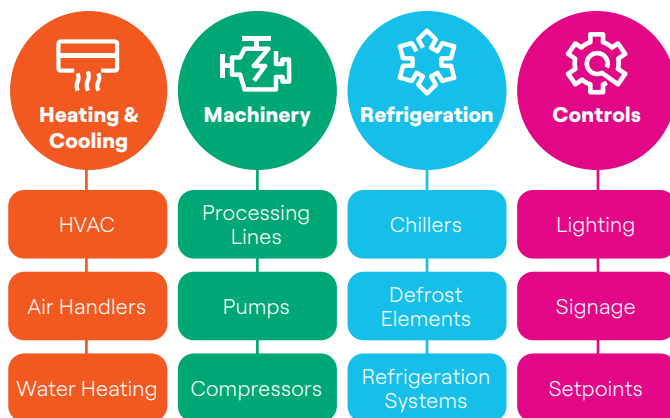 Heating &
Cooling
Machinery
Refrigeration
Controls
HVAC
Processing
Lines
Chillers
Lighting
Air Handlers
Pumps
Defrost
Elements
Signage
Water Heating
Compressors
Refrigeration
Systems
Setpoints